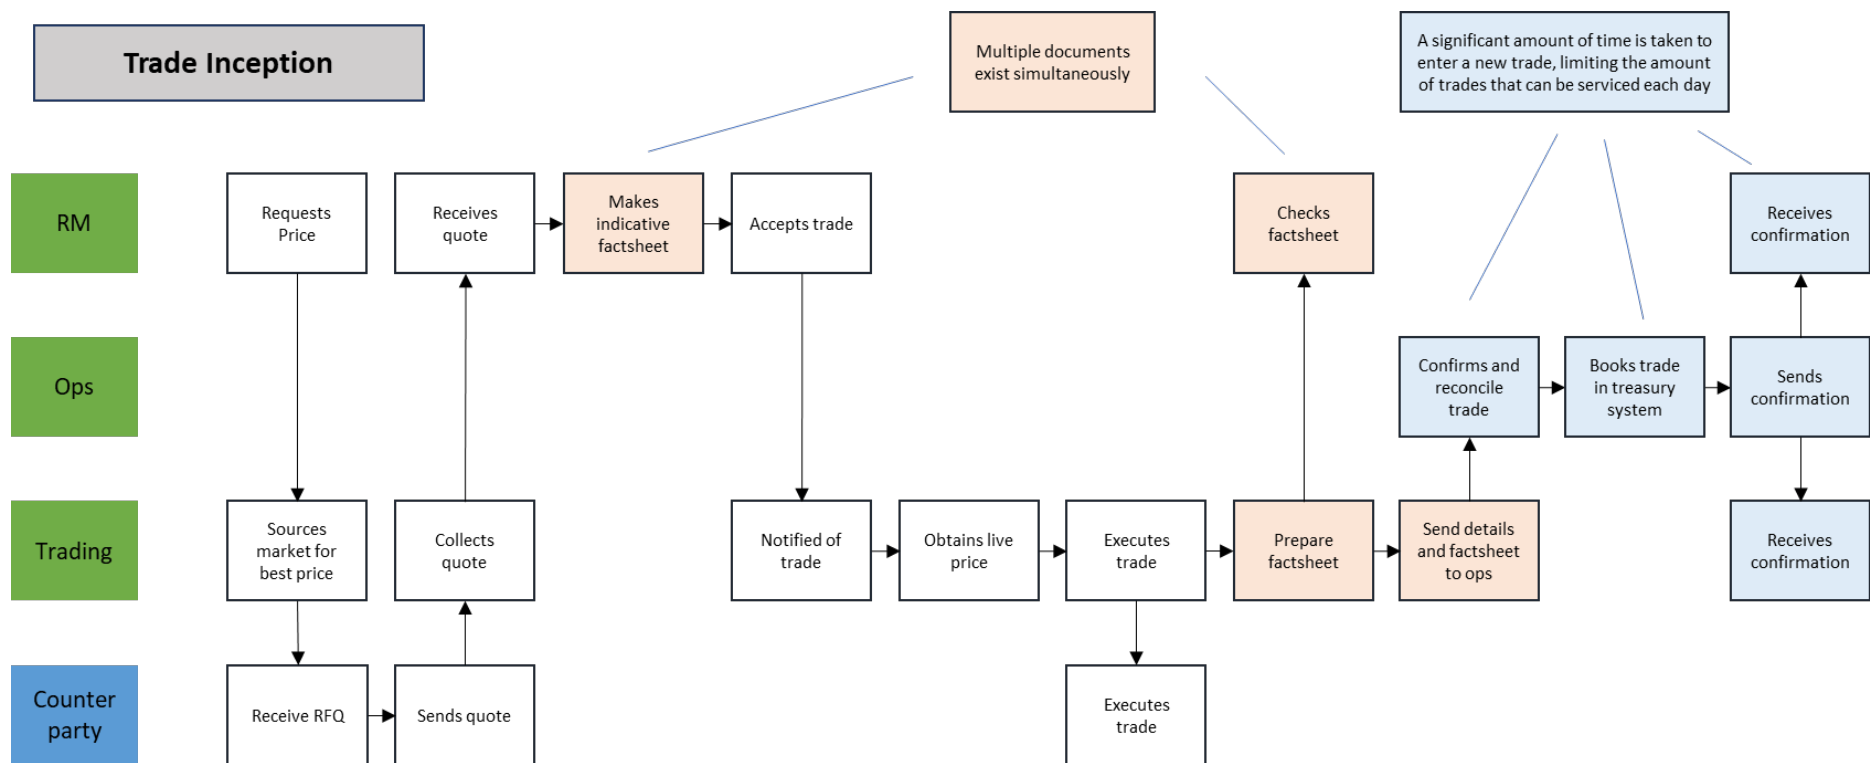 Trade Inception
Multiple documents
exist simultaneously
A significant amount of time is taken to
enter a new trade, limiting the amount
of trades that can be serviced each day
RM
Requests
Price
Receives
quote
Makes
indicative
factsheet
Accepts trade
Checks
factsheet
Receives
confirmation
Ops
Confirms and
reconcile
trade
Books trade
in treasury
system
Sends
confirmation
Trading
Sources
market for
best price
Collects
quote
Notified of
trade
Obtains live
price
Executes
trade
Prepare
factsheet
Send details
and factsheet
to ops
Receives
confirmation
Counter
party
Receive RFQ
Sends quote
Executes
trade